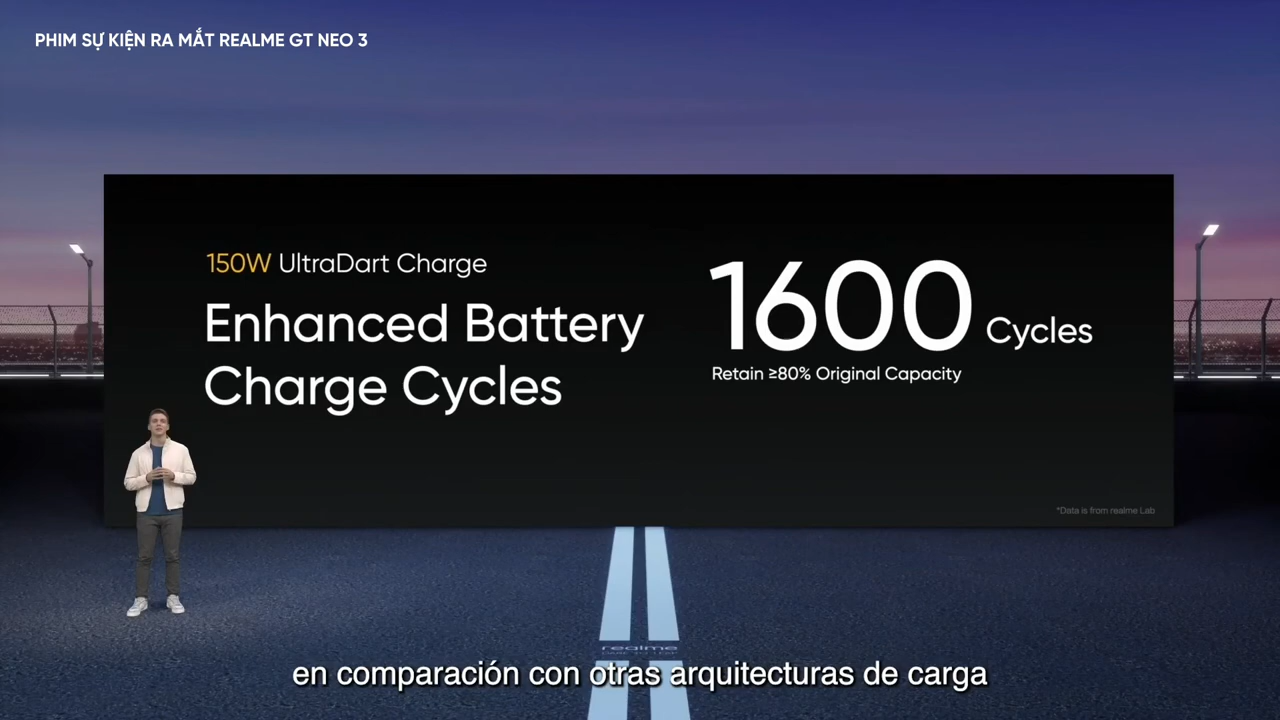 PHIM SỰ KIỆN RA MẮT REALME GT NEO 3
150W UltraDart Charge
Enhanced Battery
Charge Cycles
1600 Cycles
Retain ≥80% Original Capacity
*Data is from realme Lab
realme
en comparación con otras arquitecturas de carga